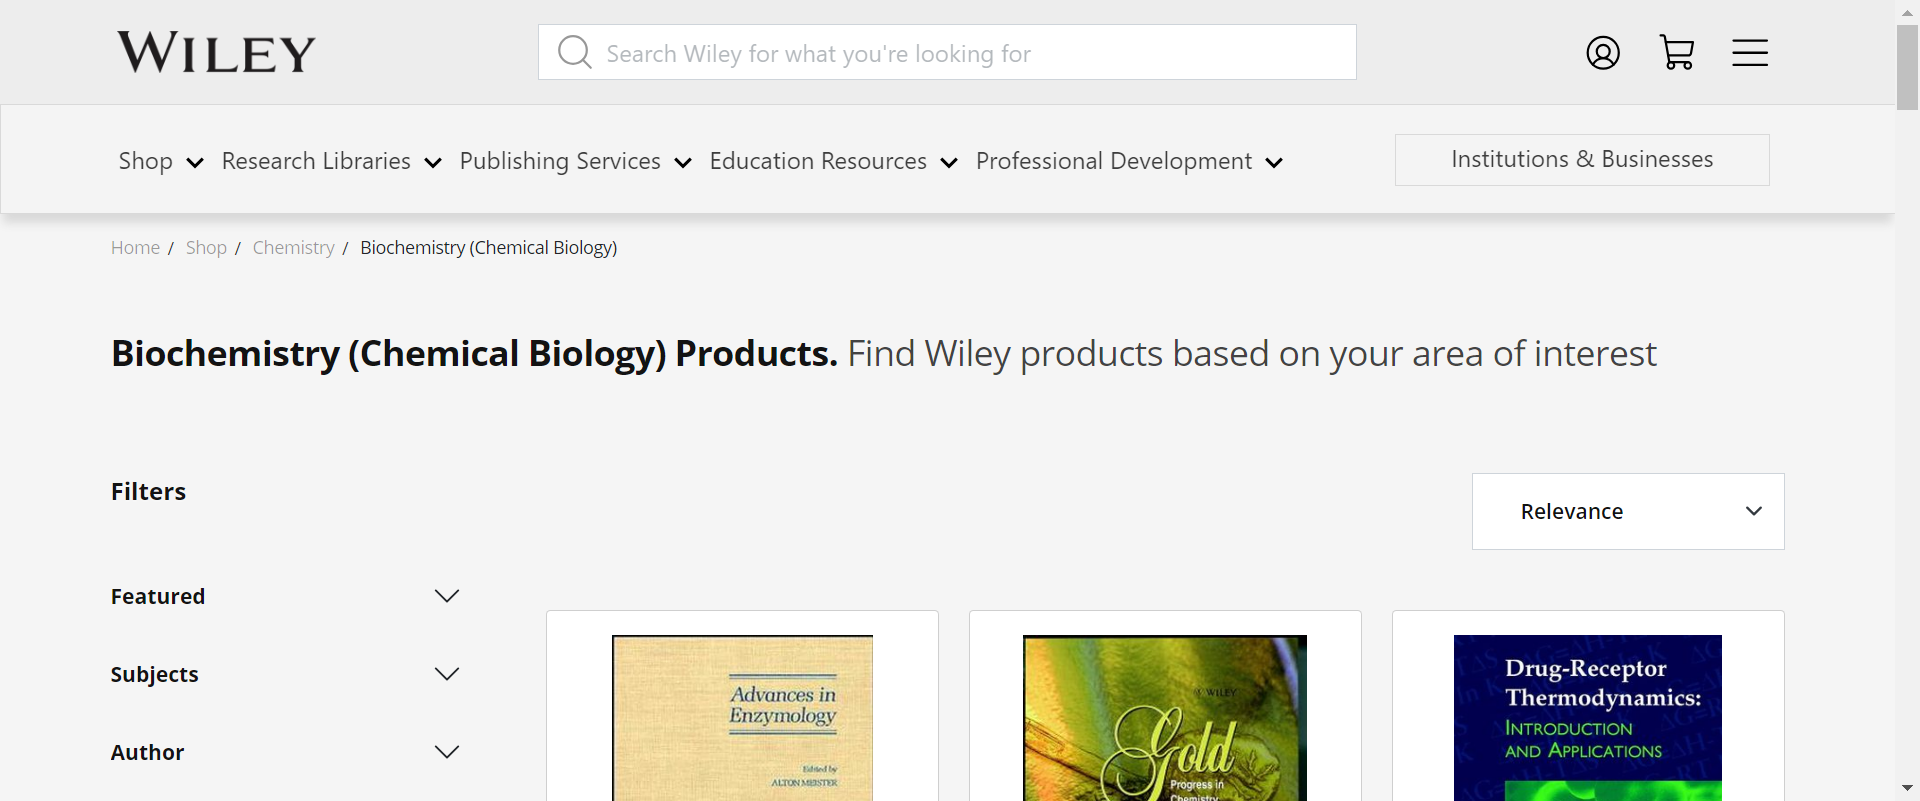 WILEY
Search Wiley for what you're looking for
Shop
Research Libraries
Publishing Services
Education Resources
Professional Development
Institutions & Businesses
Home / Shop / Chemistry / Biochemistry (Chemical Biology)
Biochemistry (Chemical Biology) Products. Find Wiley products based on your area of interest
Filters
Relevance
Featured
Subjects
Author
Advances in
Enzymology
Edited by
ALTON MEISTER
WILEY
Gold
Progress in
Chemistry
Drug-Receptor
Thermodynamics:
INTRODUCTION
AND APPLICATIONS